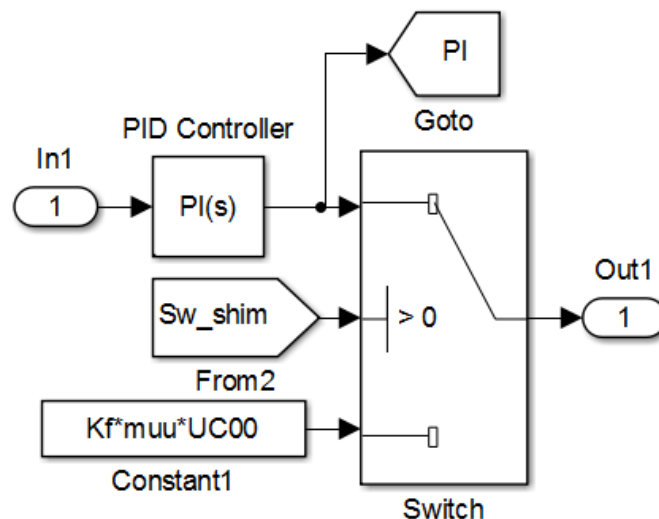 PI
Goto
PID Controller
In1
1
PI(s)
Sw_shim
From2
> 0
Out1
1
Kf*muu*UC00
Constant1
Switch